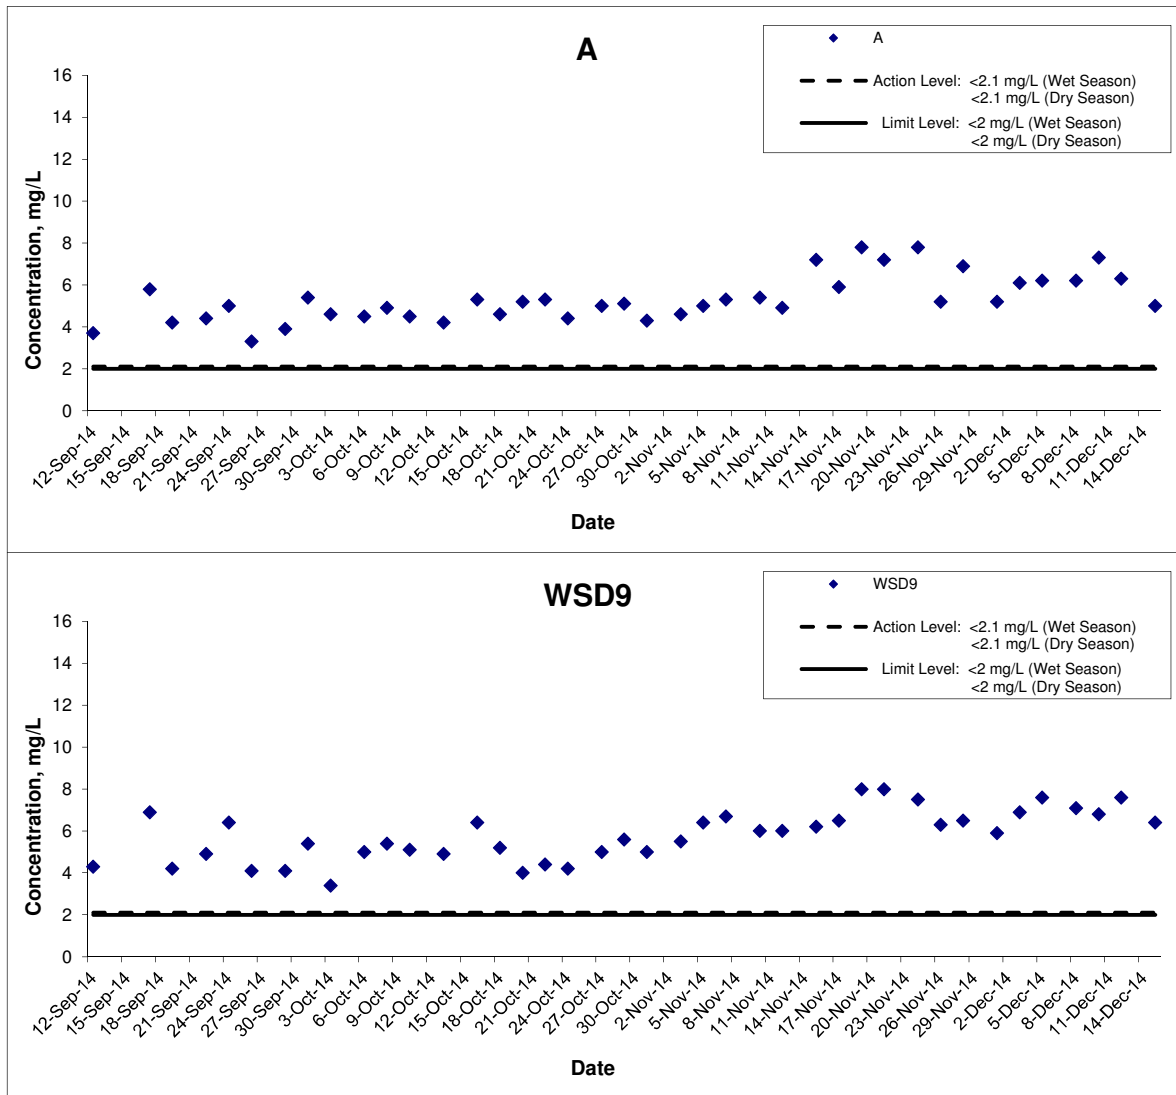 A
A
Action Level: <2.1 mg/L (Wet Season)
<2.1 mg/L (Dry Season)
Limit Level: <2 mg/L (Wet Season)
<2 mg/L (Dry Season)
Concentration, mg/L
16
14
12
10
8
6
4
2
0
12-Sep-14
15-Sep-14
18-Sep-14
21-Sep-14
24-Sep-14
27-Sep-14
30-Sep-14
3-Oct-14
6-Oct-14
9-Oct-14
12-Oct-14
15-Oct-14
18-Oct-14
21-Oct-14
24-Oct-14
27-Oct-14
30-Oct-14
2-Nov-14
5-Nov-14
8-Nov-14
11-Nov-14
14-Nov-14
17-Nov-14
20-Nov-14
23-Nov-14
26-Nov-14
29-Nov-14
2-Dec-14
5-Dec-14
8-Dec-14
11-Dec-14
14-Dec-14
Date
WSD9
WSD9
Action Level: <2.1 mg/L (Wet Season)
<2.1 mg/L (Dry Season)
Limit Level: <2 mg/L (Wet Season)
<2 mg/L (Dry Season)
Concentration, mg/L
16
14
12
10
8
6
4
2
0
12-Sep-14
15-Sep-14
18-Sep-14
21-Sep-14
24-Sep-14
27-Sep-14
30-Sep-14
3-Oct-14
6-Oct-14
9-Oct-14
12-Oct-14
15-Oct-14
18-Oct-14
21-Oct-14
24-Oct-14
27-Oct-14
30-Oct-14
2-Nov-14
5-Nov-14
8-Nov-14
11-Nov-14
14-Nov-14
17-Nov-14
20-Nov-14
23-Nov-14
26-Nov-14
29-Nov-14
2-Dec-14
5-Dec-14
8-Dec-14
11-Dec-14
14-Dec-14
Date